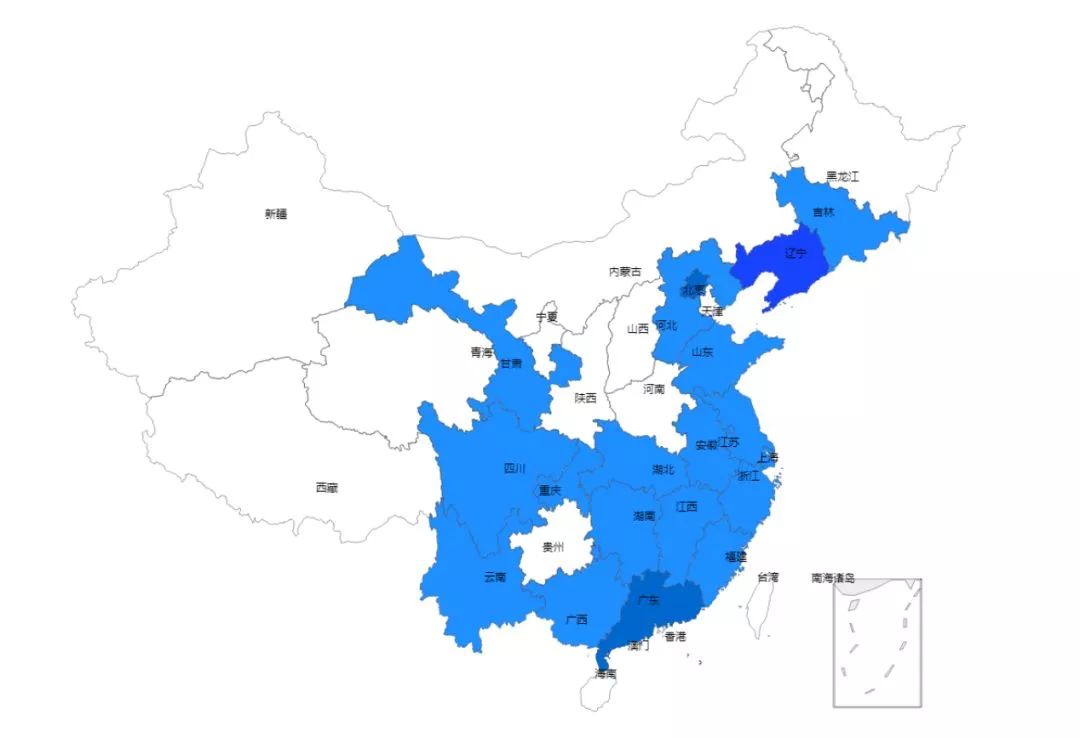 黑龙江
吉林
新疆
辽宁
内蒙古
北京
天津
宁夏
山西
河北
青海
甘肃
山东
陕西
河南
安徽
江苏
上海
四川
湖北
浙江
重庆
西藏
湖南
江西
贵州
福建
云南
台湾
南海诸岛
广东
广西
香港
澳门
海南